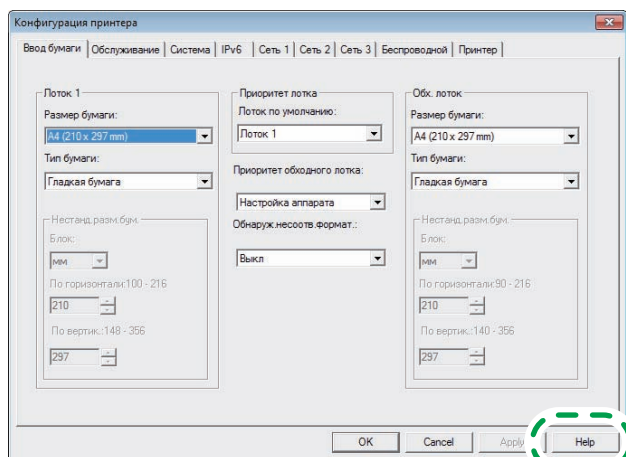 Конфигурация принтера
Ввод бумаги Обслуживание Система IPv6 Сеть 1 Сеть 2 Сеть 3 Беспроводной Принтер
Лоток 1
Размер бумаги:
A4 (210 x 297 mm)
Тип бумаги:
Гладкая бумага
Нестанд.разм.бум.
Блок:
мм
По горизонтали:100 - 216
210
По вертик.:148 - 356
297
Приоритет лотка
Лоток по умолчанию:
Лоток 1
Приоритет обходного лотка:
Настройка аппарата
Обнаруж.несоотв.формат.:
Выкл
Обх. лоток
Размер бумаги:
A4 (210 x 297 mm)
Тип бумаги:
Гладкая бумага
Нестанд.разм.бум.
Блок:
мм
По горизонтали:90 - 216
210
По вертик.:140 - 356
297
OK Cancel Apply Help